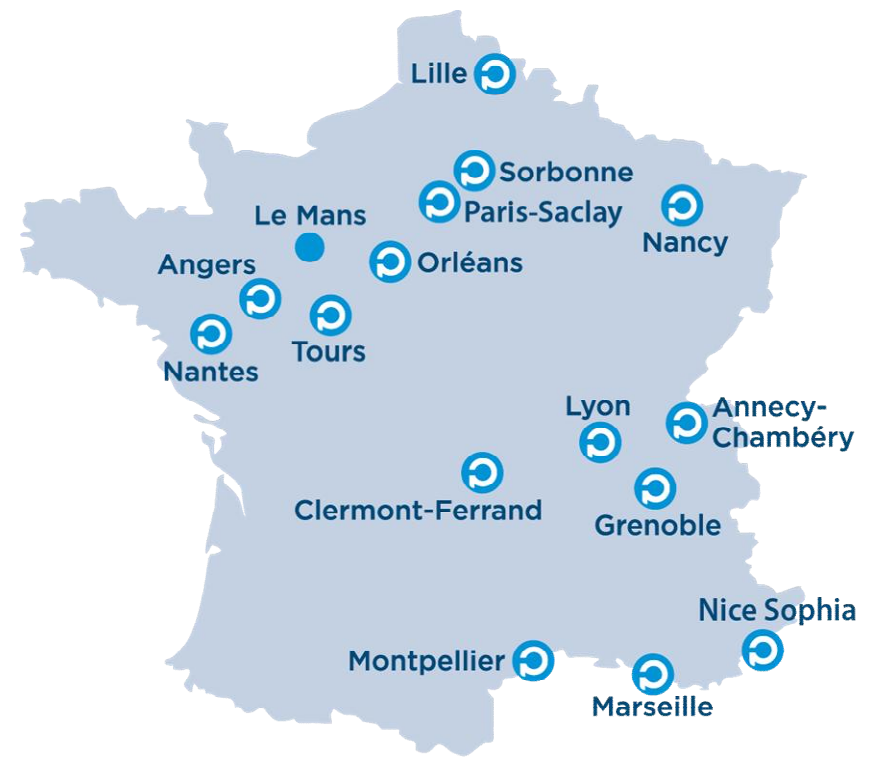 Lille
Sorbonne
Paris-Saclay
Le Mans
Nancy
Angers
Orléans
Tours
Nantes
Lyon
Annecy-
Chambéry
Clermont-Ferrand
Grenoble
Nice Sophia
Montpellier
Marseille